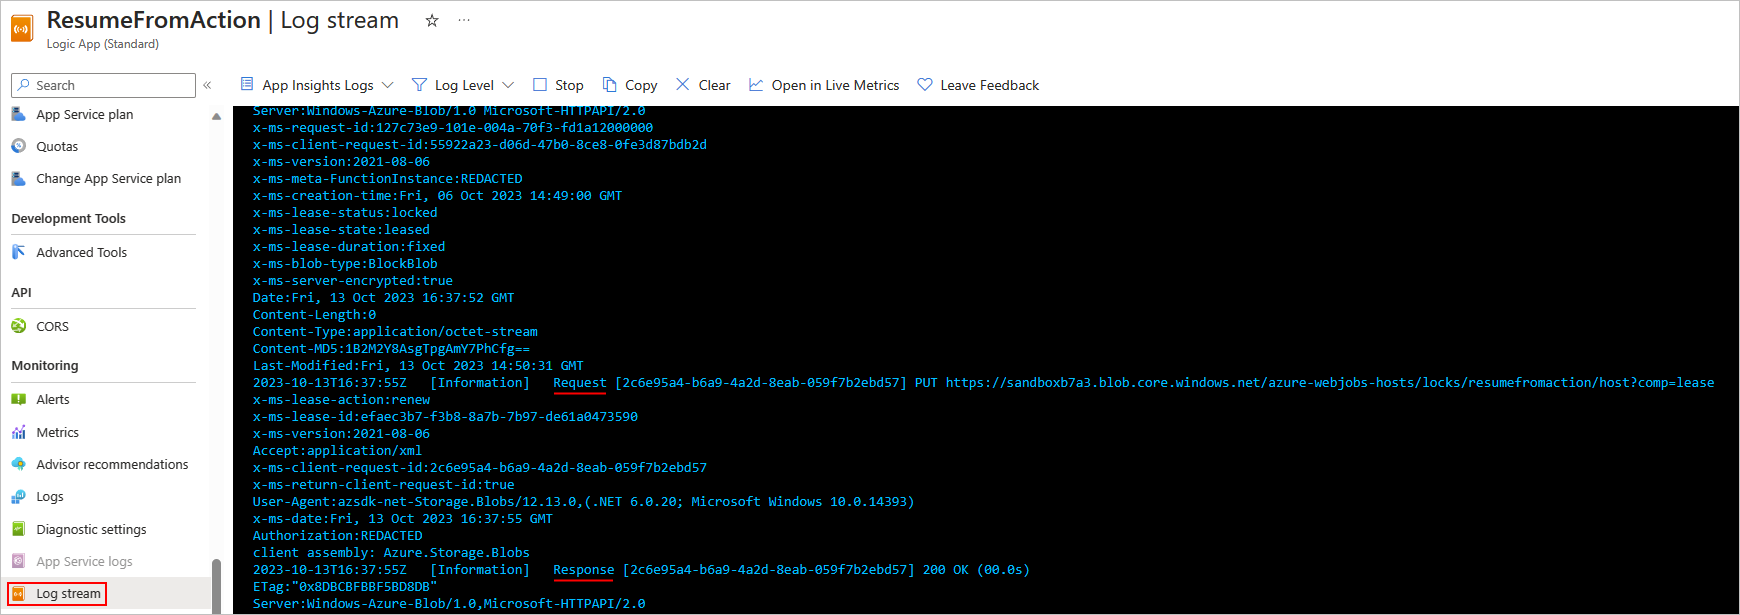 ResumeFromAction | Log stream
Logic App (Standard)
Search
App Service plan
Quotas
Change App Service plan
Development Tools
Advanced Tools
API
CORS
Monitoring
Alerts
Metrics
Advisor recommendations
Logs
Diagnostic settings
App Service logs
Log stream
App Insights Logs Log Level Stop Copy Clear Open in Live Metrics Leave Feedback
Server:Windows-Azure-Blob/1.0 Microsoft-HTTPAPI/2.0
x-ms-request-id:127c73e9-101e-004a-70f3-fd1a12000000
x-ms-client-request-id:55922a23-d06d-47b0-8ce8-0fe3d87bdb2d
x-ms-version:2021-08-06
x-ms-meta-FunctionInstance:REDACTED
x-ms-creation-time:Fri, 06 Oct 2023 14:49:00 GMT
x-ms-lease-status:locked
x-ms-lease-state:leased
x-ms-lease-duration:fixed
x-ms-blob-type:BlockBlob
x-ms-server-encrypted:true
Date:Fri, 13 Oct 2023 16:37:52 GMT
Content-Length:0
Content-Type:application/octet-stream
Content-MD5:1B2M2Y8AsgTpgAmY7PhCfg==
Last-Modified:Fri, 13 Oct 2023 14:50:31 GMT
2023-10-13T16:37:55Z [Information] Request [2c6e95a4-b6a9-4a2d-8eab-059f7b2ebd57] PUT https://sandboxb7a3.blob.core.windows.net/azure-webjobs-hosts/locks/resumefromaction/host?comp=lease
x-ms-lease-action:renew
x-ms-lease-id:efaec3b7-f3b8-8a7b-7b97-de61a0473590
x-ms-version:2021-08-06
Accept:application/xml
x-ms-client-request-id:2c6e95a4-b6a9-4a2d-8eab-059f7b2ebd57
x-ms-return-client-request-id:true
User-Agent:azsdk-net-Storage.Blobs/12.13.0,(.NET 6.0.20; Microsoft Windows 10.0.14393)
x-ms-date:Fri, 13 Oct 2023 16:37:55 GMT
Authorization:REDACTED
client assembly: Azure.Storage.Blobs
2023-10-13T16:37:55Z [Information] Response [2c6e95a4-b6a9-4a2d-8eab-059f7b2ebd57] 200 OK (00.0s)
ETag:"0x8DBCBFBBF5BD8DB"
Server:Windows-Azure-Blob/1.0,Microsoft-HTTPAPI/2.0